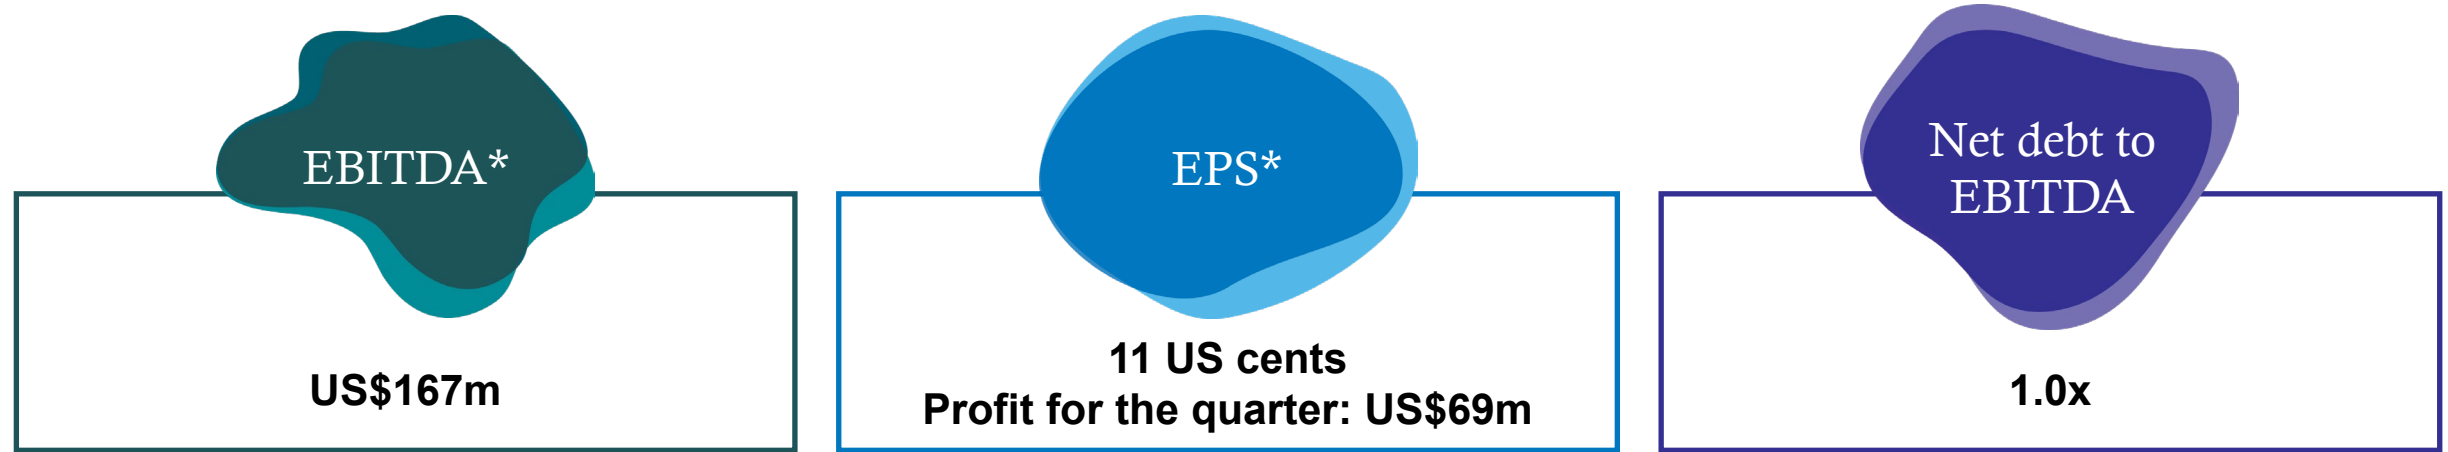 EBITDA*
US$167m
EPS*
11 US cents
Profit for the quarter: US$69m
Net debt to
EBITDA
1.0x